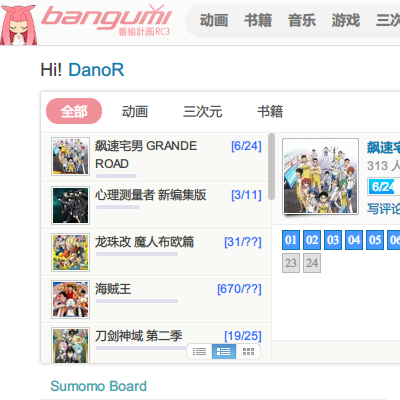 bangumi
番組計画RC3
动画 书籍 音乐 游戏 三次
Hi! DanoR
全部 动画 三次元 书籍
飙速宅男 GRANDE ROAD [6/24]
心理测量者 新编集版 [3/11]
龙珠改 魔人布欧篇 [31/??]
海贼王 [670/??]
刀剑神域 第二季 [19/25]
飙速宅
313 人
6/24
写评论
01 02 03 04 05 06
23 24
Sumomo Board